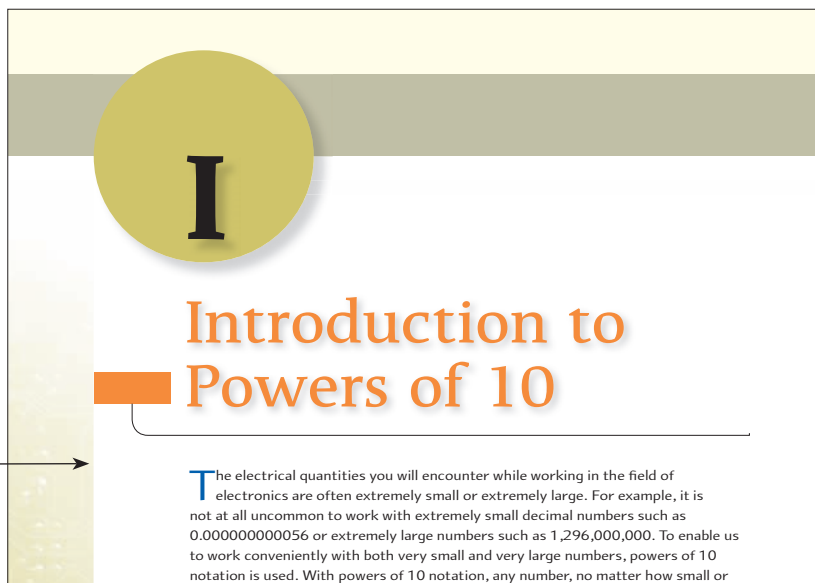 I
Introduction to
Powers of 10
The electrical quantities you will encounter while working in the field of
electronics are often extremely small or extremely large. For example, it is
not at all uncommon to work with extremely small decimal numbers such as
0.000000000056 or extremely large numbers such as 1,296,000,000. To enable us
to work conveniently with both very small and very large numbers, powers of 10
notation is used. With powers of 10 notation, any number, no matter how small or